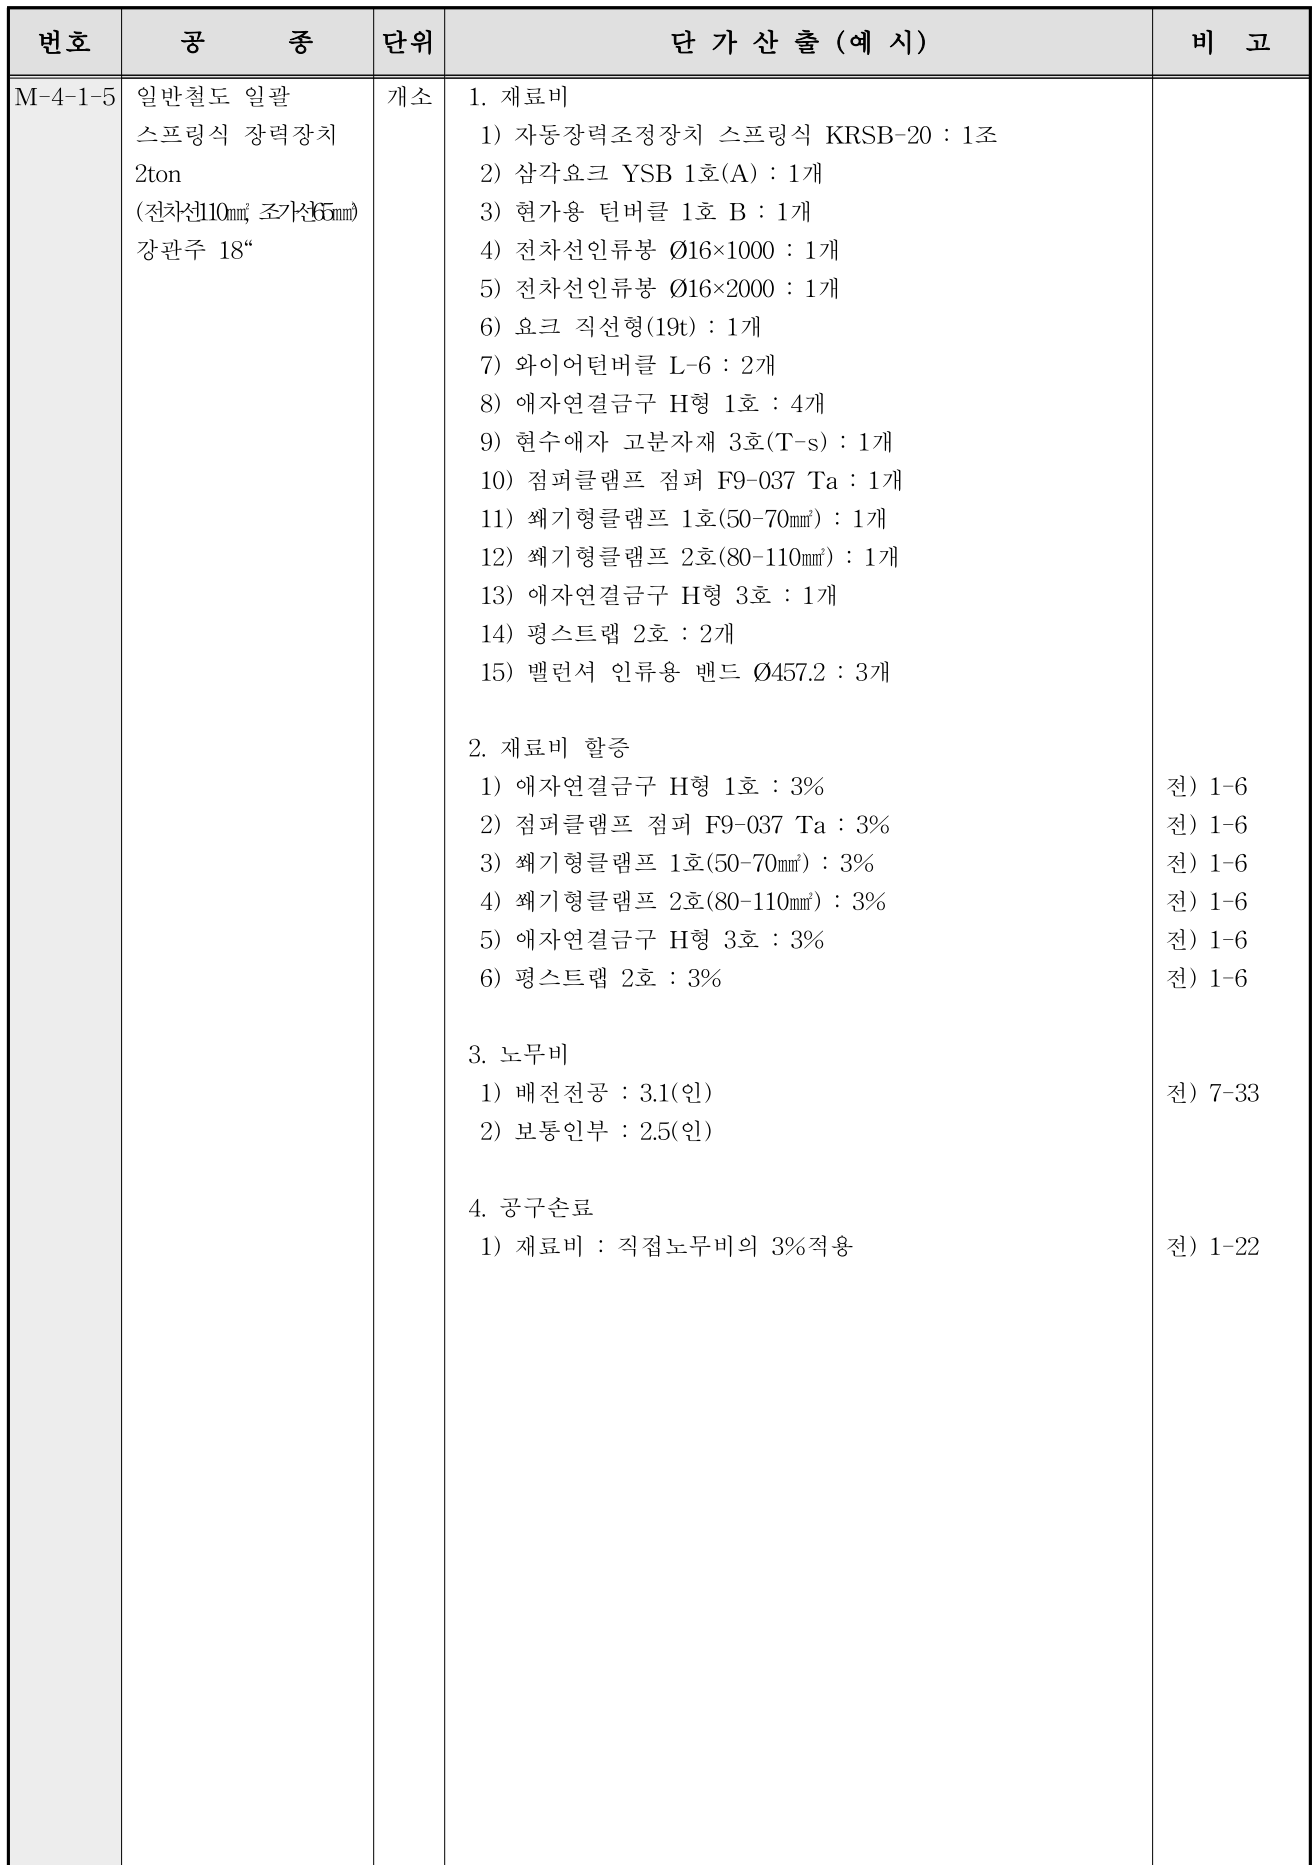 번호 공 종 단위 단 가 산 출 (예 시) 비 고
M-4-1-5 일반철도 일괄 개소 1. 재료비
스프링식 장력장치 1) 자동장력조정장치 스프링식 KRSB-20 : 1조
2ton 2) 삼각요크 YSB 1호(A) : 1개
(전차선110㎟, 조가선65㎟) 3) 현가용 턴버클 1호 B : 1개
강관주 18“ 4) 전차선인류봉 Ø16×1000 : 1개
5) 전차선인류봉 Ø16×2000 : 1개
6) 요크 직선형(19t) : 1개
7) 와이어턴버클 L-6 : 2개
8) 애자연결금구 H형 1호 : 4개
9) 현수애자 고분자재 3호(T-s) : 1개
10) 점퍼클램프 점퍼 F9-037 Ta : 1개
11) 쐐기형클램프 1호(50-70㎟) : 1개
12) 쐐기형클램프 2호(80-110㎟) : 1개
13) 애자연결금구 H형 3호 : 1개
14) 평스트랩 2호 : 2개
15) 밸런셔 인류용 밴드 Ø457.2 : 3개
2. 재료비 할증
1) 애자연결금구 H형 1호 : 3% 전) 1-6
2) 점퍼클램프 점퍼 F9-037 Ta : 3% 전) 1-6
3) 쐐기형클램프 1호(50-70㎟) : 3% 전) 1-6
4) 쐐기형클램프 2호(80-110㎟) : 3% 전) 1-6
5) 애자연결금구 H형 3호 : 3% 전) 1-6
6) 평스트랩 2호 : 3% 전) 1-6
3. 노무비
1) 배전전공 : 3.1(인) 전) 7-33
2) 보통인부 : 2.5(인)
4. 공구손료
1) 재료비 : 직접노무비의 3%적용 전) 1-22